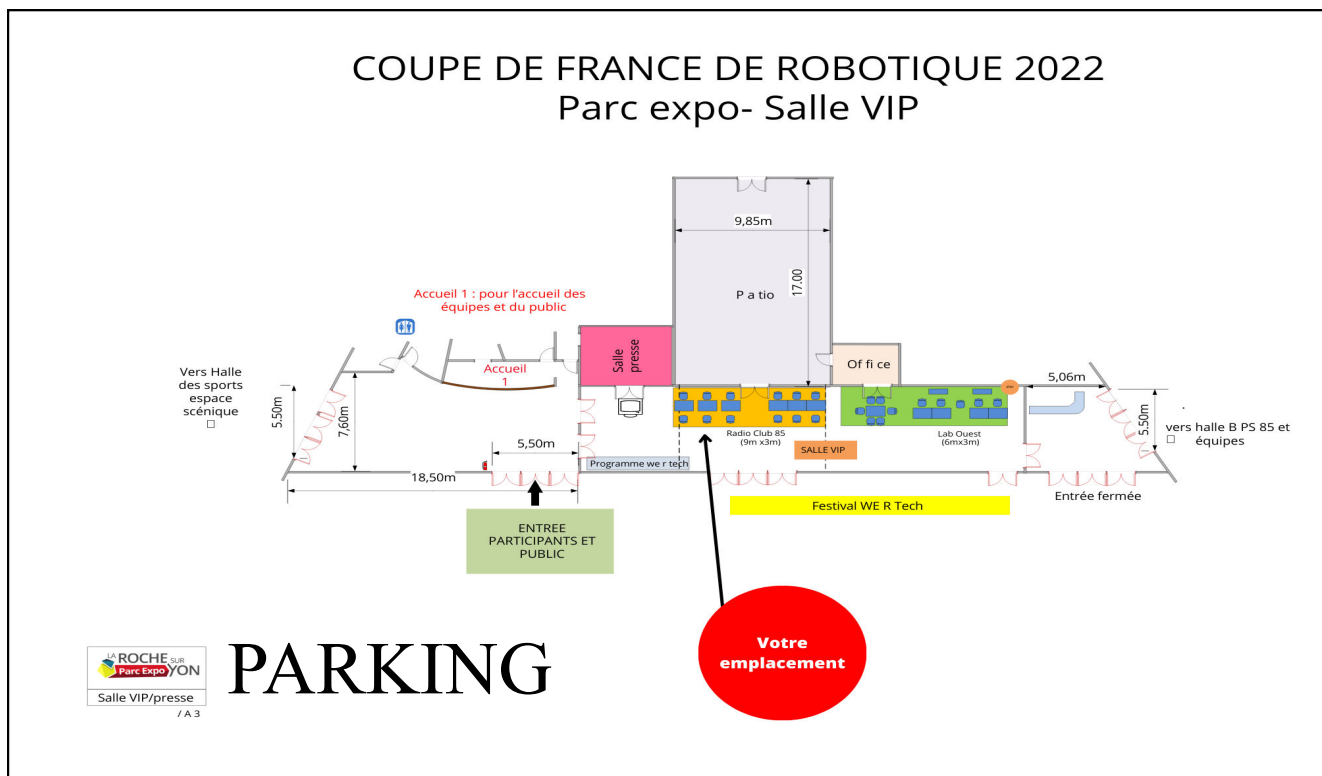 COUPE DE FRANCE DE ROBOTIQUE 2022
Parc expo- Salle VIP
9,85m
17.00
P a tio
Accueil 1 : pour l’accueil des
équipes et du public
Accueil
1
Salle
presse
Of fi ce
Vers Halle
des sports
espace
scénique
5.50m
7,60m
5,50m
18,50m
5,06m
5.50m
vers halle B PS 85 et
équipes
Radio Club 85
(9m x3m)
Lab Ouest
(6mx3m)
SALLE VIP
Programme we r tech
Entrée fermée
Festival WE R Tech
ENTREE
PARTICIPANTS ET
PUBLIC
Votre
emplacement
PARKING
LA ROCHE SUR
Parc Expo YON
Salle VIP/presse
/ A 3